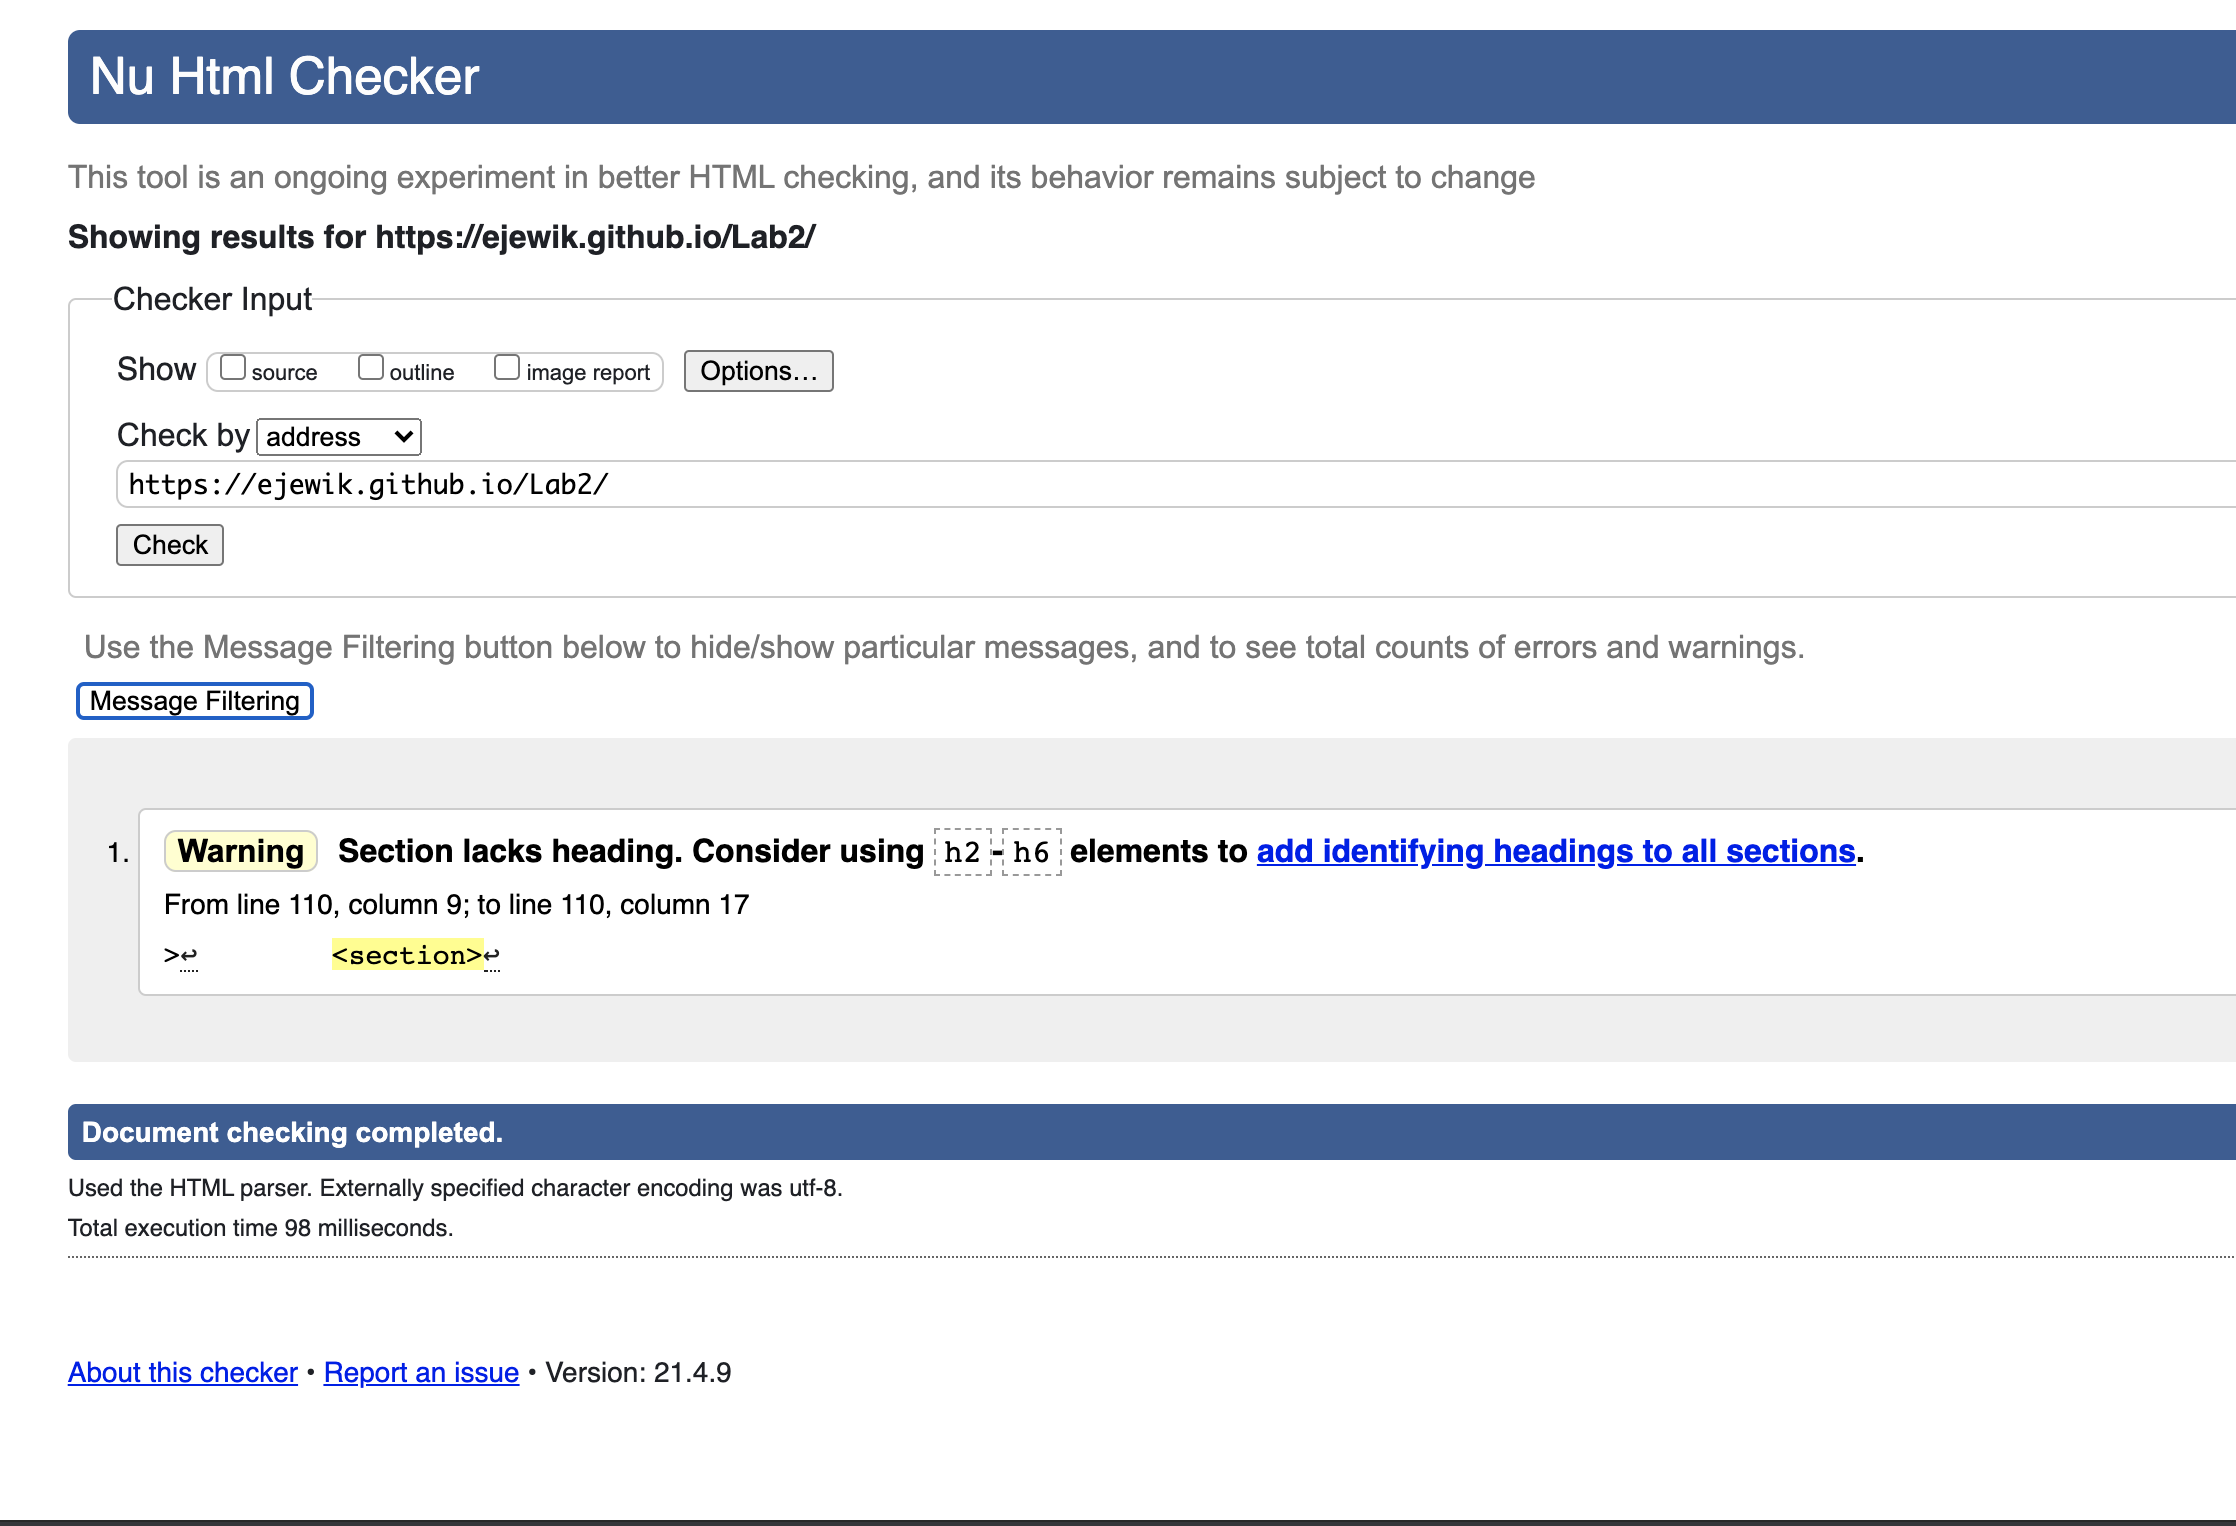 Nu Html Checker
This tool is an ongoing experiment in better HTML checking, and its behavior remains subject to change
Showing results for https://ejewik.github.io/Lab2/
Checker Input
Show source outline image report Options...
Check by address
https://ejewik.github.io/Lab2/
Check
Use the Message Filtering button below to hide/show particular messages, and to see total counts of errors and warnings.
Message Filtering
1. Warning Section lacks heading. Consider using h2-h6 elements to add identifying headings to all sections.
From line 110, column 9; to line 110, column 17
>↩ <section>↩
Document checking completed.
Used the HTML parser. Externally specified character encoding was utf-8.
Total execution time 98 milliseconds.
About this checker • Report an issue • Version: 21.4.9